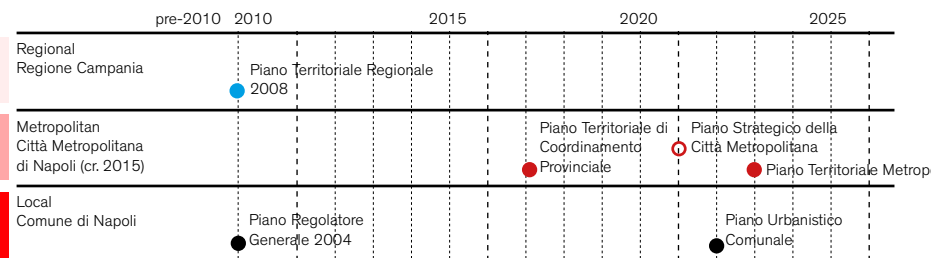 pre-2010 2010 2015 2020 2025
Regional
Regione Campania
Piano Territoriale Regionale
2008
Metropolitan
Città Metropolitana
di Napoli (cr. 2015)
Piano Territoriale di
Coordinamento
Provinciale
Piano Strategico della
Città Metropolitana
Piano Territoriale Metrop
Local
Comune di Napoli
Piano Regolatore
Generale 2004
Piano Urbanistico
Comunale